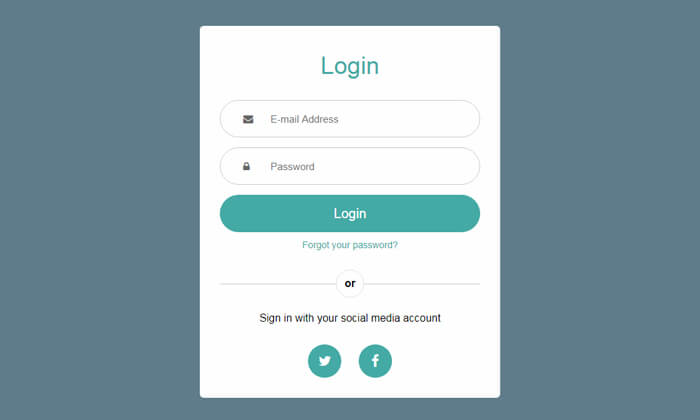 Login
E-mail Address
Password
Login
Forgot your password?
or
Sign in with your social media account